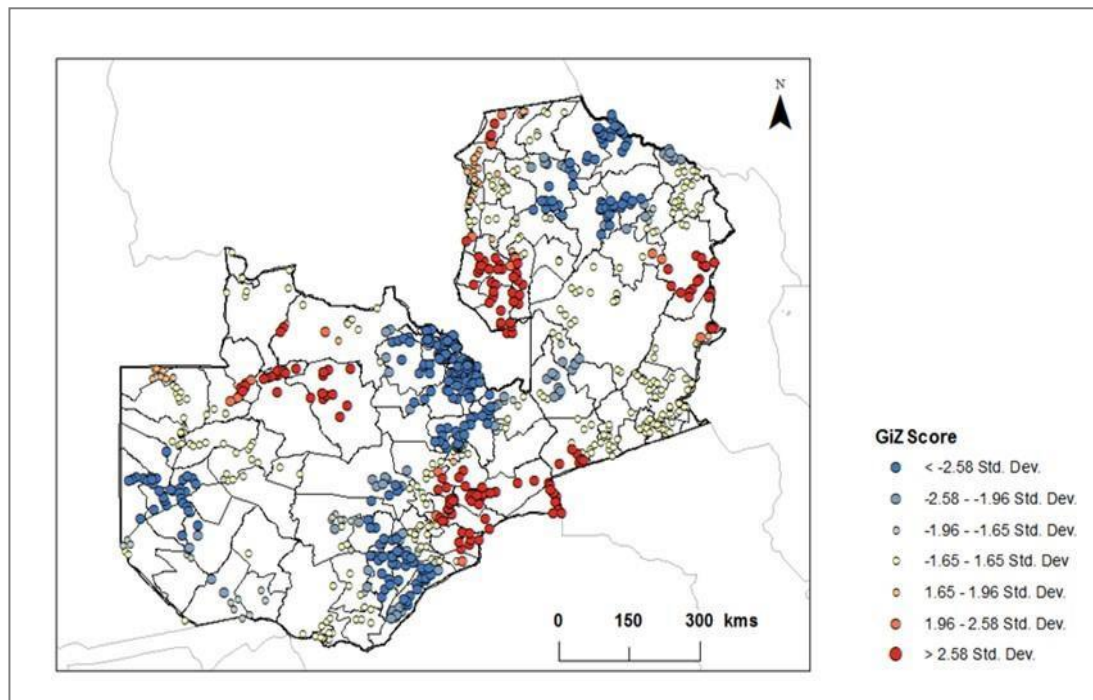 N
GiZ Score
< -2.58 Std. Dev.
-2.58 - -1.96 Std. Dev.
-1.96 - -1.65 Std. Dev.
-1.65 - 1.65 Std. Dev
1.65 - 1.96 Std. Dev.
1.96 - 2.58 Std. Dev.
> 2.58 Std. Dev.
0 150 300 kms